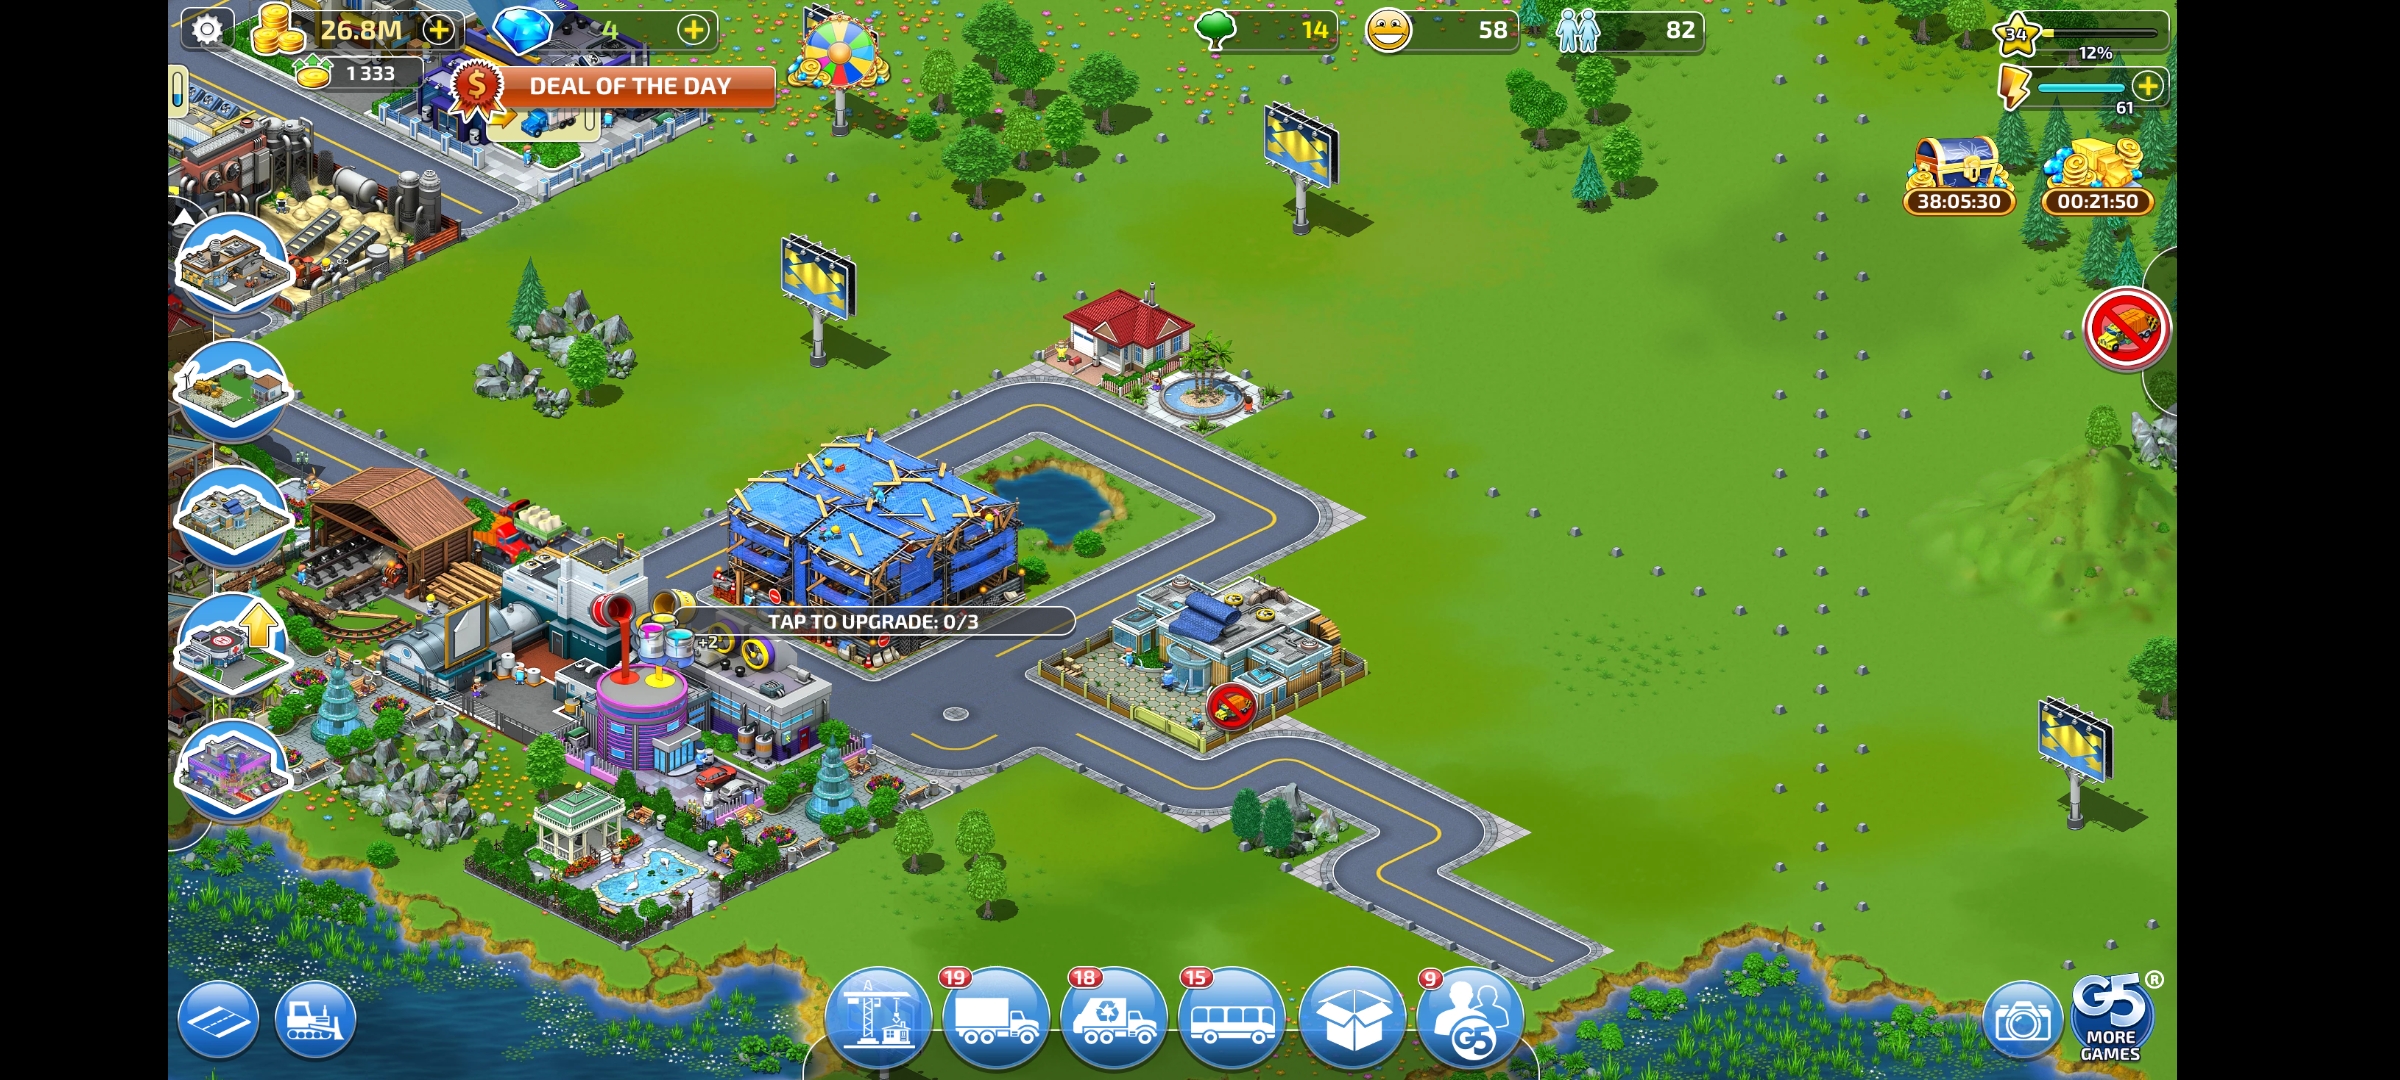 26.8M
4
14
58
82
34
12%
1 333
DEAL OF THE DAY
61
38:05:30
00:21:50
TAP TO UPGRADE: 0/3
+2
19
18
15
9
G5
G5®
MORE
GAMES